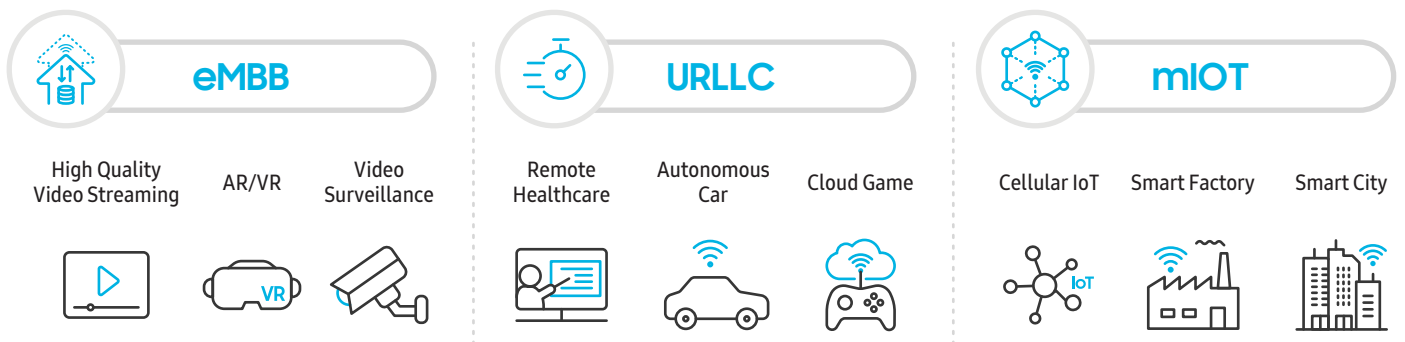 eMBB
High Quality
Video Streaming
AR/VR
Video
Surveillance
VR
URLLC
Remote
Healthcare
Autonomous
Car
Cloud Game
mIOT
Cellular IoT
Smart Factory
Smart City
IoT